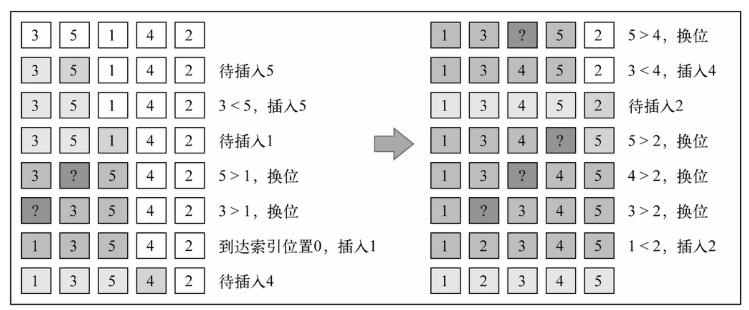 3 5 1 4 2
3 5 1 4 2 待插入5
3 5 1 4 2 3 < 5，插入5
3 5 1 4 2 待插入1
3 ? 5 4 2 5 > 1，换位
? 3 5 4 2 3 > 1，换位
1 3 5 4 2 到达索引位置0，插入1
1 3 5 4 2 待插入4
1 3 ? 5 2 5 > 4，换位
1 3 4 5 2 3 < 4，插入4
1 3 4 5 2 待插入2
1 3 4 ? 5 5 > 2，换位
1 3 ? 4 5 4 > 2，换位
1 ? 3 4 5 3 > 2，换位
1 2 3 4 5 1 < 2，插入2
1 2 3 4 5